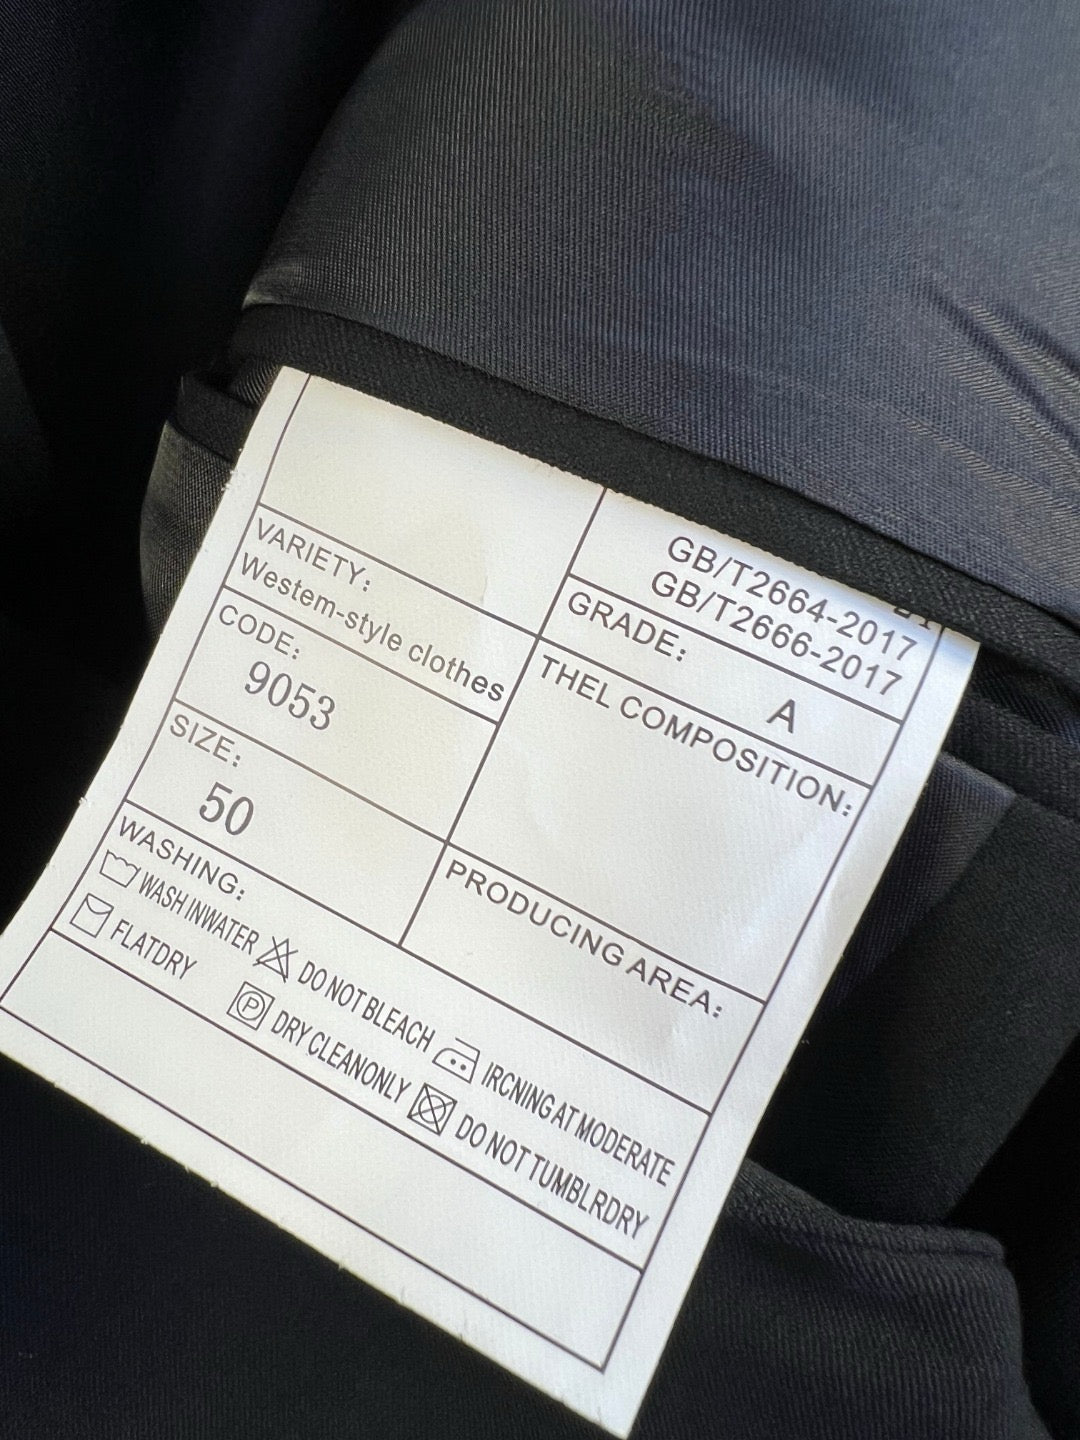 GB/T2664-2017
GB/T2666-2017
VARIETY:
Westem-style clothes
GRADE:
A
CODE:
9053
THEL COMPOSITION:
SIZE:
50
PRODUCING AREA:
WASHING:
WASH INWATER DO NOT BLEACH IRCNING AT MODERATE
FLATDRY P DRY CLEANONLY DO NOT TUMBLRDRY